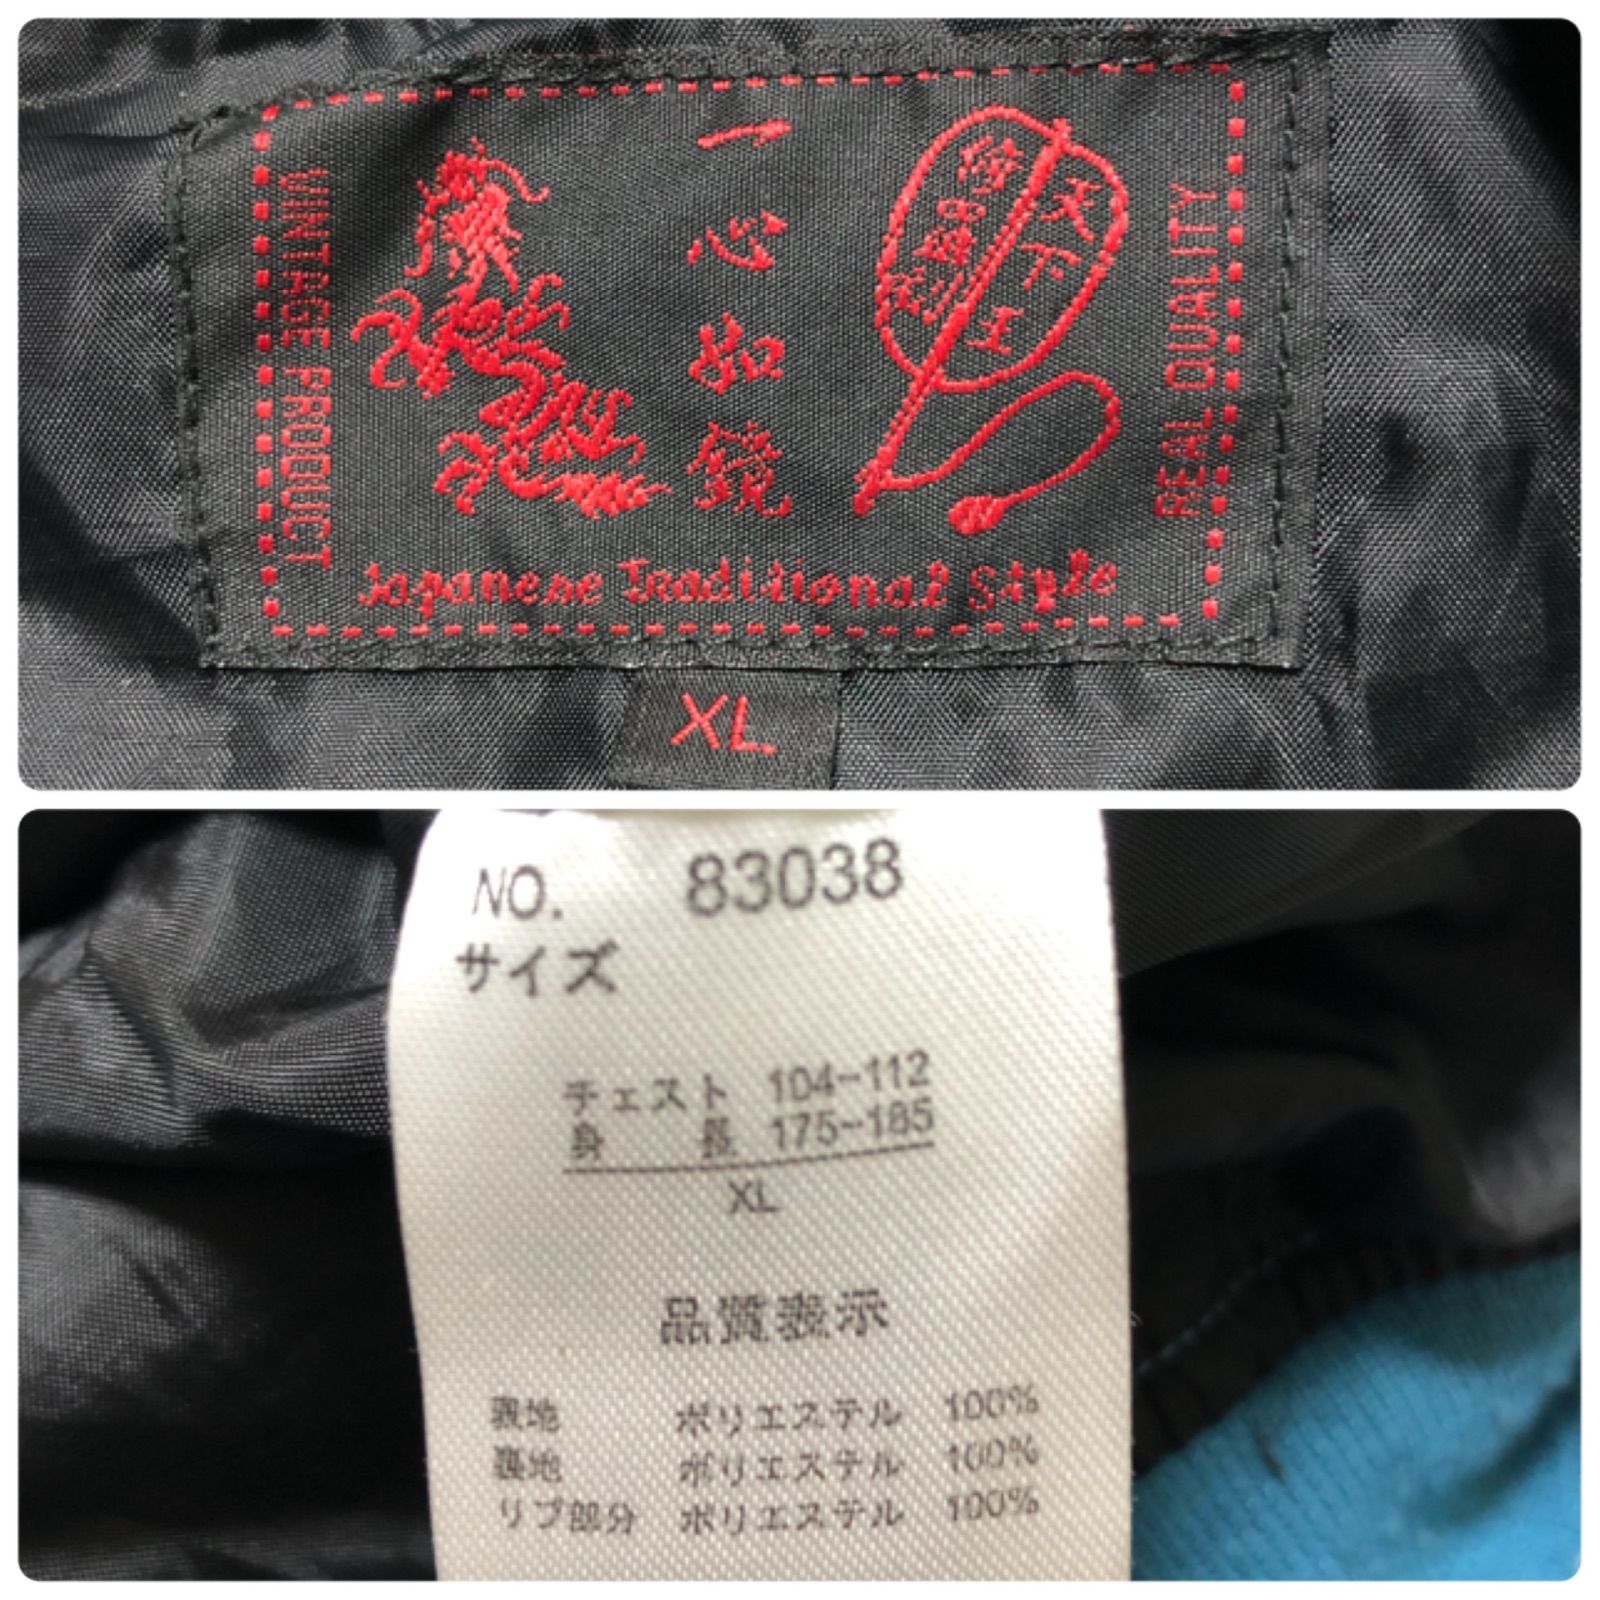 VINTAGE PRODUCT
一心如鏡
天下王
REAL QUALITY
Japanese Traditional Style
XL
NO. 83038
サイズ
チェスト 104-112
身長 175-185
XL
品質表示
表地 ポリエステル 100%
裏地 ポリエステル 100%
リブ部分 ポリエステル 100%